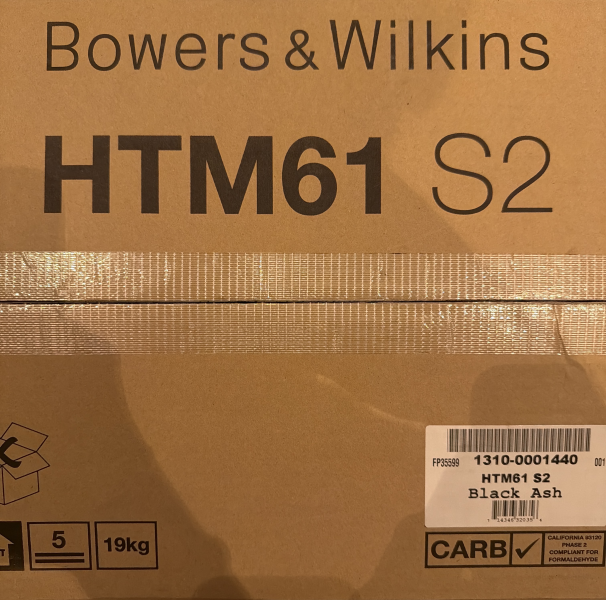 Bowers & Wilkins
HTM61 S2
FP35599 1310-0001440 001
HTM61 S2
Black Ash
5
19kg
CARB
CALIFORNIA 93120
PHASE 2
COMPLIANT FOR
FORMALDEHYDE